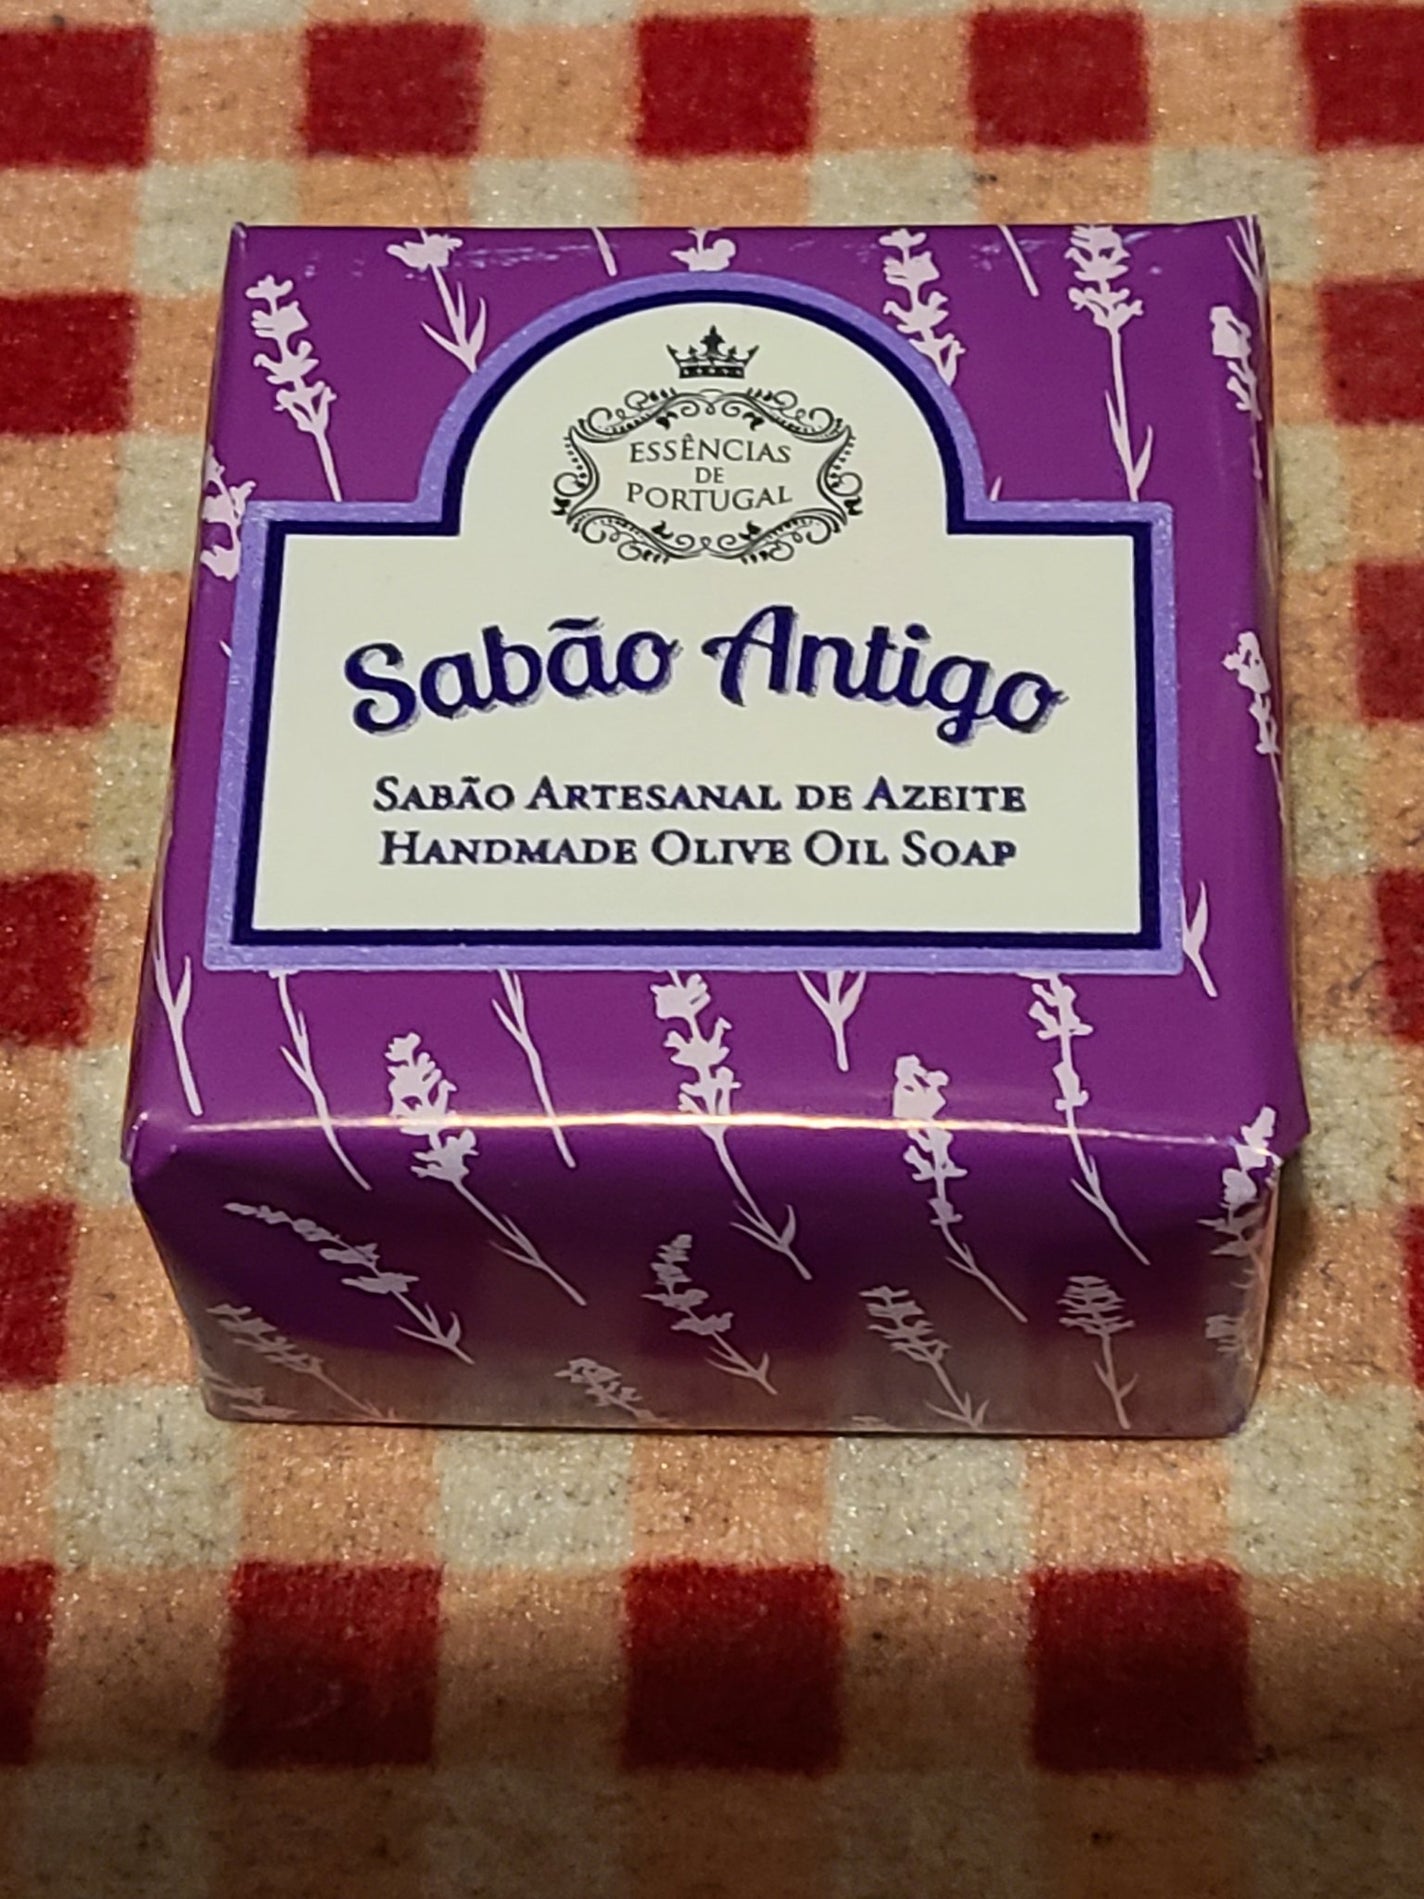 ESSÊNCIAS
DE
PORTUGAL
Sabão Antigo
SABÃO ARTESANAL DE AZEITE
HANDMADE OLIVE OIL SOAP